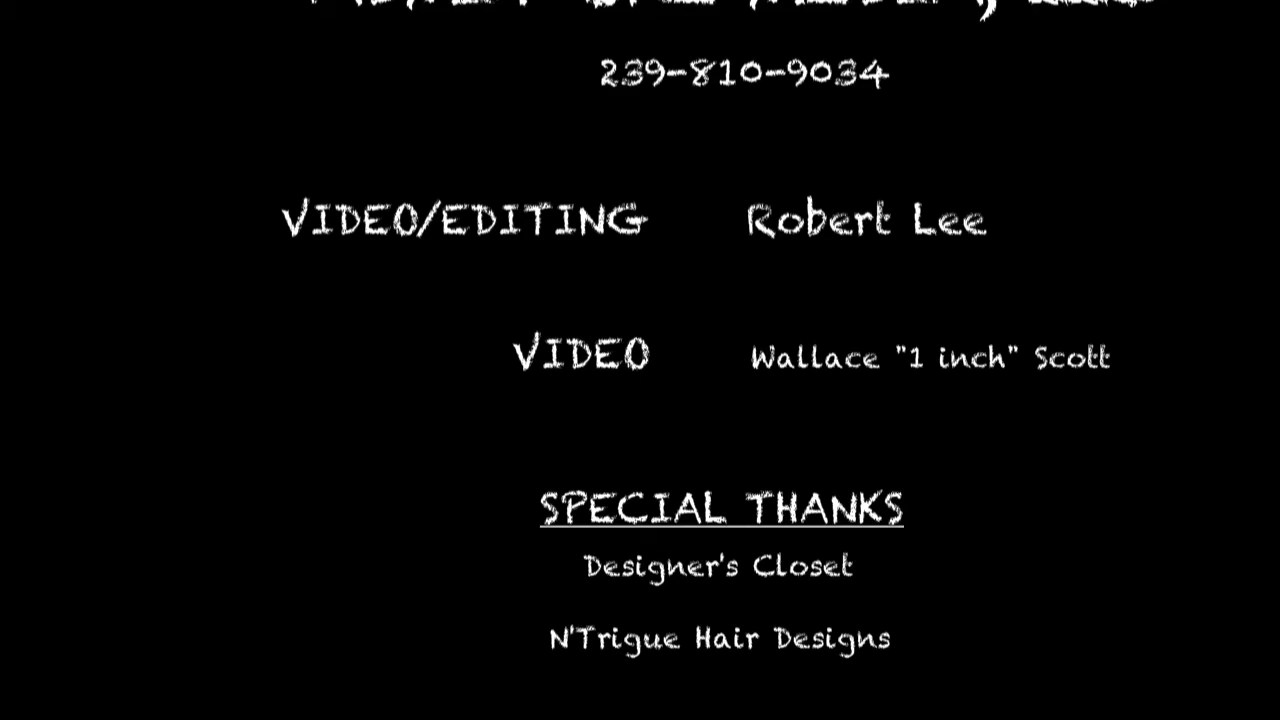 239-810-9034
VIDEO/EDITING Robert Lee
VIDEO Wallace "1 inch" Scott
SPECIAL THANKS
Designer's Closet
N'Trigue Hair Designs